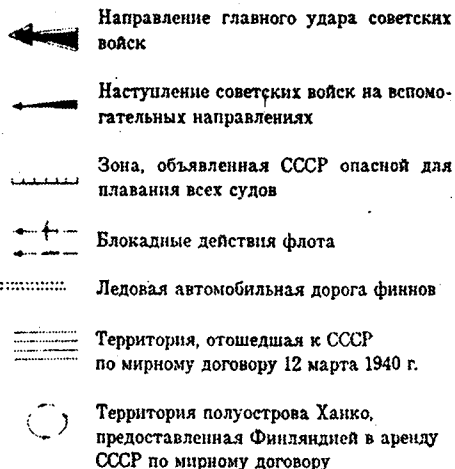 Направление главного удара советских
войск
Наступление советских войск на вспомо-
гательных направлениях
Зона, объявленная СССР опасной для
плавания всех судов
Блокадные действия флота
Ледовая автомобильная дорога финнов
Территория, отошедшая к СССР
по мирному договору 12 марта 1940 г.
Территория полуострова Ханко,
предоставленная Финляндией в аренду
СССР по мирному договору